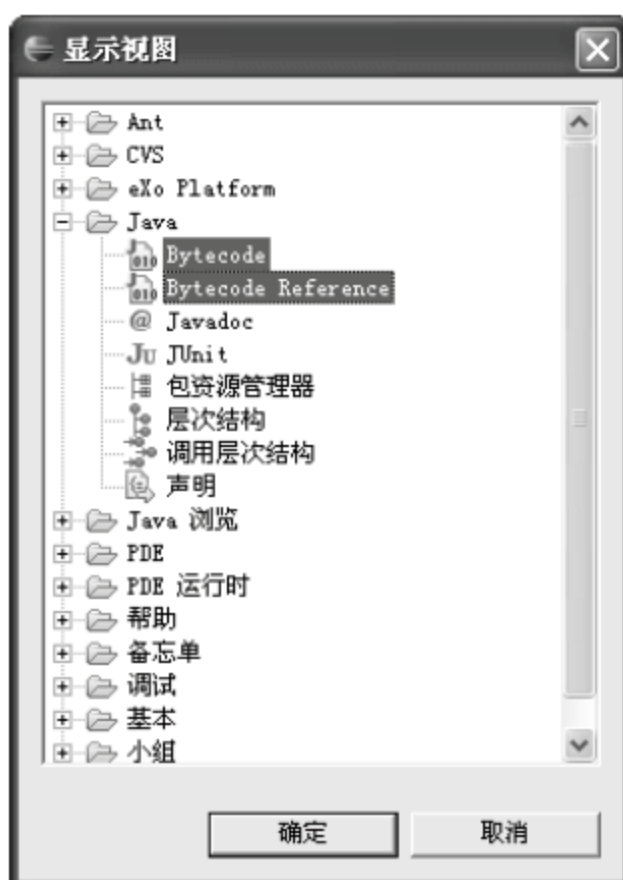 显示视图
Ant
CVS
eXo Platform
Java
Bytecode
Bytecode Reference
@ Javadoc
Ju JUnit
包资源管理器
层次结构
调用层次结构
声明
Java 浏览
PDE
PDE 运行时
帮助
备忘单
调试
基本
小组
确定 取消